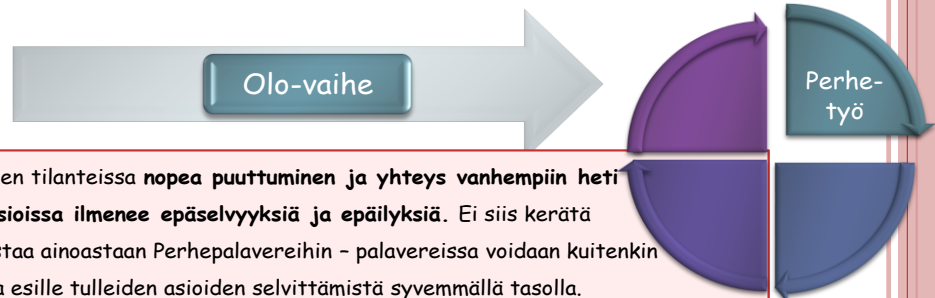 Olo-vaihe
Perhe-
työ
en tilanteissa nopea puuttuminen ja yhteys vanhempiin heti
sioissa ilmenee epäselvyyksiä ja epäilyksiä. Ei siis kerätä
staa ainoastaan Perhepalavereihin – palavereissa voidaan kuitenkin
a esille tulleiden asioiden selvittämistä syvemmällä tasolla.